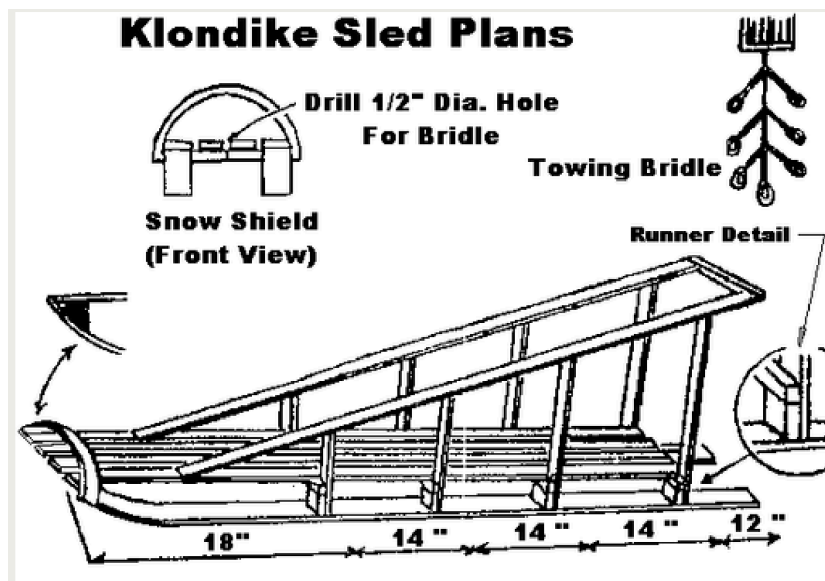 Klondike Sled Plans
Drill 1/2" Dia. Hole
For Bridle
Towing Bridle
Snow Shield
(Front View)
Runner Detail
18"
14 "
14 "
14 "
12 "